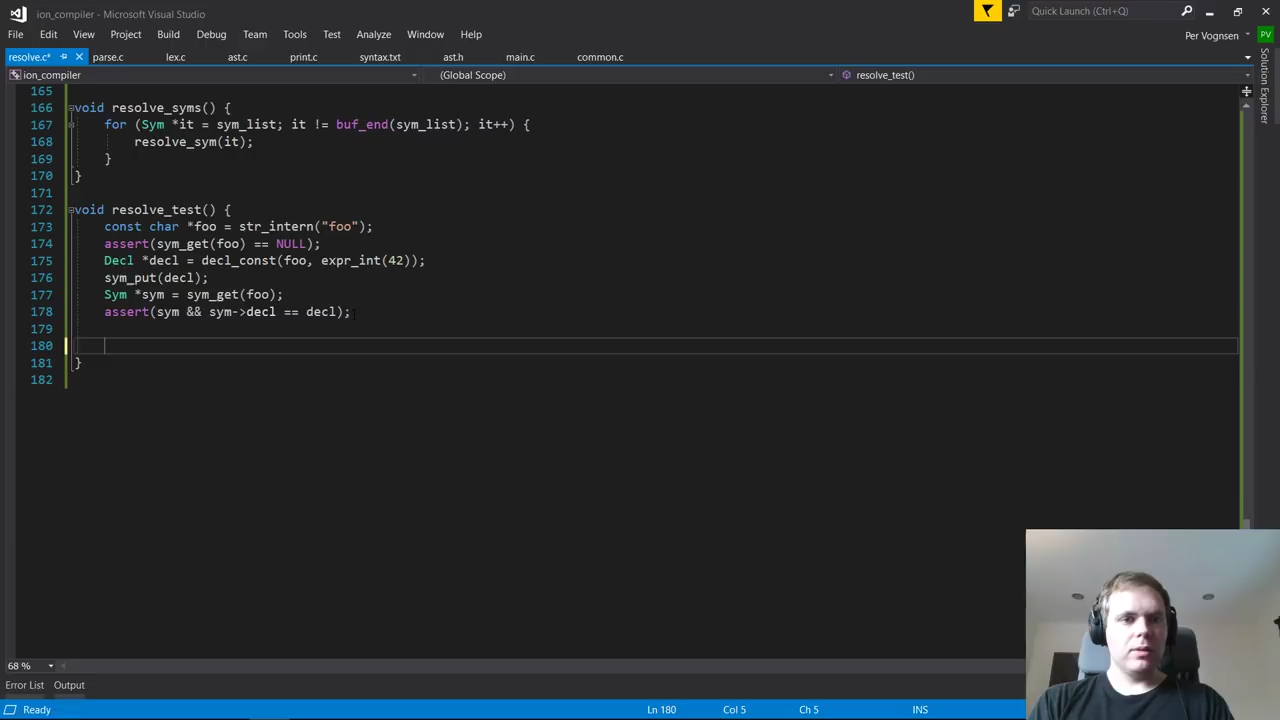 ion_compiler - Microsoft Visual Studio
Quick Launch (Ctrl+Q)
File Edit View Project Build Debug Team Tools Test Analyze Window Help
Per Vognsen PV
resolve.c* parse.c lex.c ast.c print.c syntax.txt ast.h main.c common.c
ion_compiler (Global Scope) resolve_test()
Solution Explorer
165
166 void resolve_syms() {
167 for (Sym *it = sym_list; it != buf_end(sym_list); it++) {
168 resolve_sym(it);
169 }
170 }
171
172 void resolve_test() {
173 const char *foo = str_intern("foo");
174 assert(sym_get(foo) == NULL);
175 Decl *decl = decl_const(foo, expr_int(42));
176 sym_put(decl);
177 Sym *sym = sym_get(foo);
178 assert(sym && sym->decl == decl);
179
180
181 }
182
68 %
Error List Output
Ready Ln 180 Col 5 Ch 5 INS